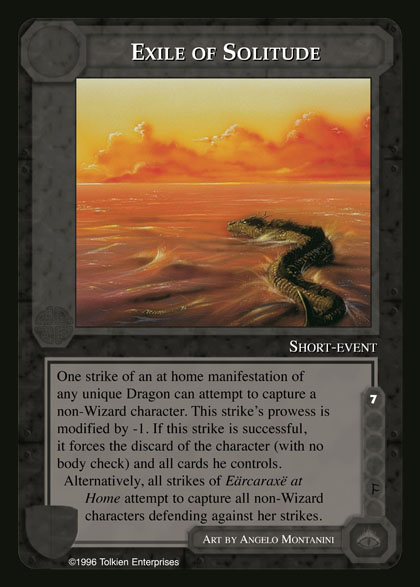 Exile of Solitude
Short-event
One strike of an at home manifestation of
any unique Dragon can attempt to capture a
non-Wizard character. This strike's prowess is
modified by -1. If this strike is successful,
it forces the discard of the character (with no
body check) and all cards he controls.
Alternatively, all strikes of Eärcaraxë at
Home attempt to capture all non-Wizard
characters defending against her strikes.
7
Art by Angelo Montanini
©1996 Tolkien Enterprises